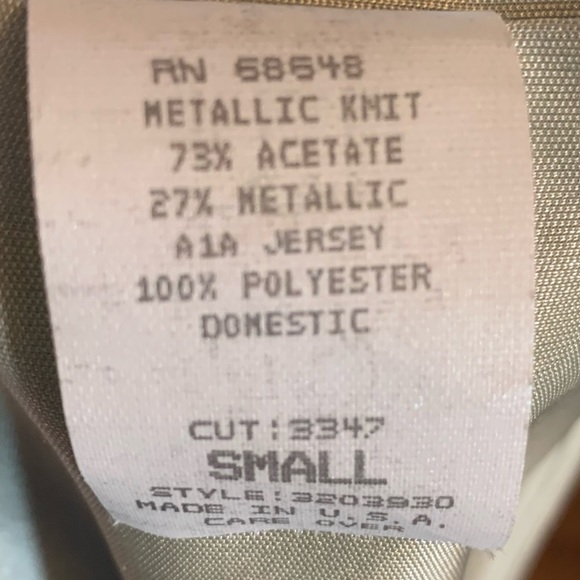 RN 68648
METALLIC KNIT
73% ACETATE
27% METALLIC
A1A JERSEY
100% POLYESTER
DOMESTIC
CUT:3347
SMALL
STYLE:3203930
MADE IN U.S.A.
CARE OVER